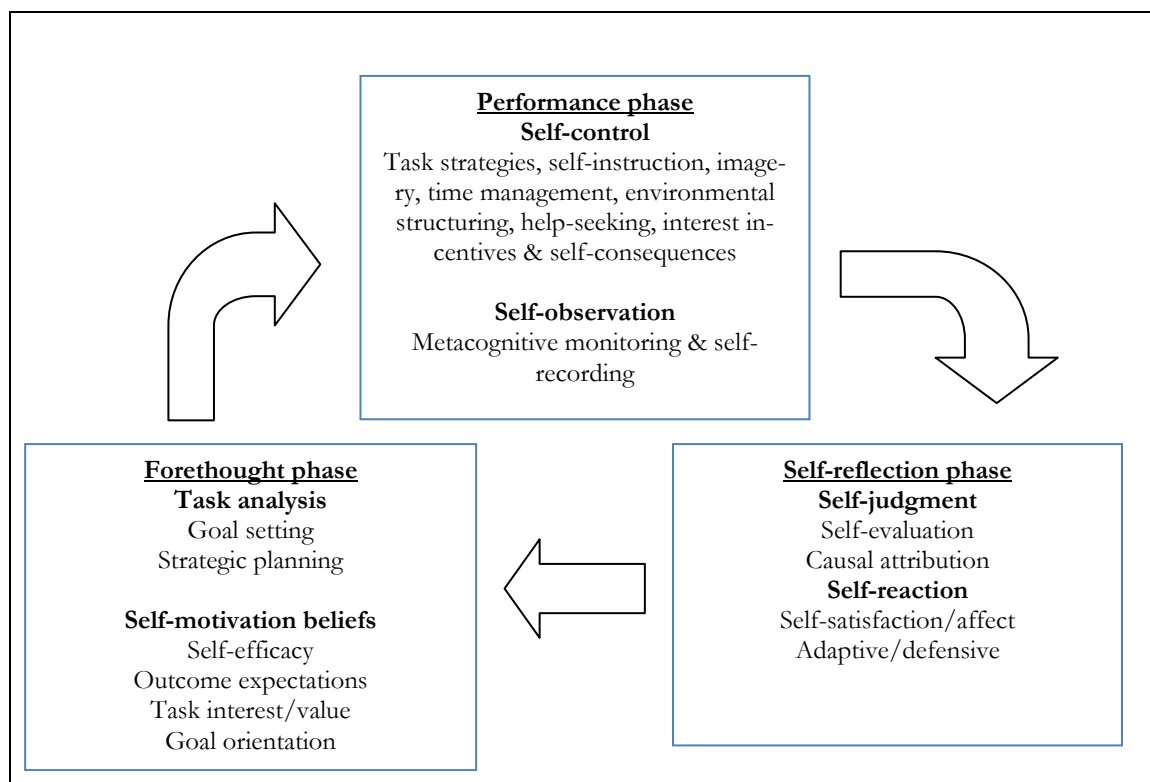 Performance phase
Self-control
Task strategies, self-instruction, image-
ry, time management, environmental
structuring, help-seeking, interest in-
centives & self-consequences
Self-observation
Metacognitive monitoring & self-
recording
Forethought phase
Task analysis
Goal setting
Strategic planning
Self-motivation beliefs
Self-efficacy
Outcome expectations
Task interest/value
Goal orientation
Self-reflection phase
Self-judgment
Self-evaluation
Causal attribution
Self-reaction
Self-satisfaction/affect
Adaptive/defensive